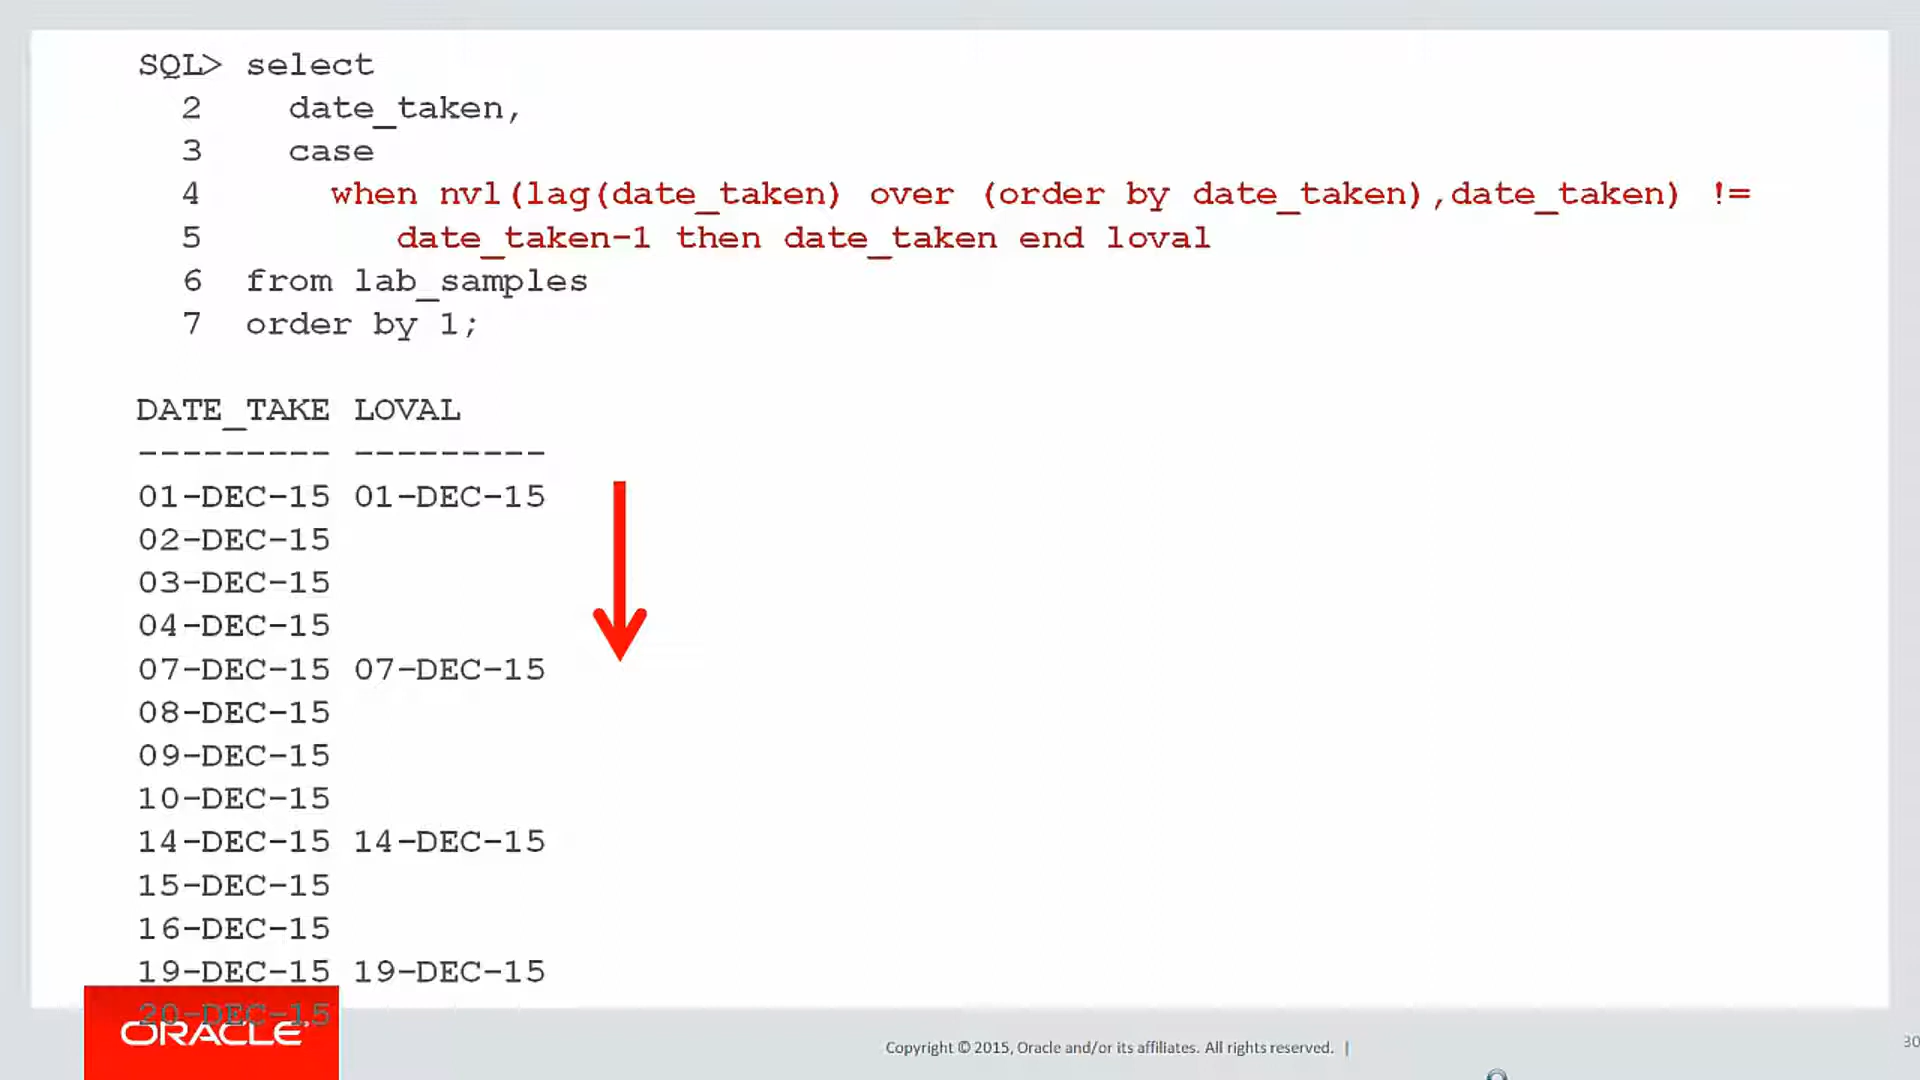 SQL> select
2 date_taken,
3 case
4 when nvl(lag(date_taken) over (order by date_taken),date_taken) !=
5 date_taken-1 then date_taken end loval
6 from lab_samples
7 order by 1;
DATE_TAKE LOVAL
--------- ---------
01-DEC-15 01-DEC-15
02-DEC-15
03-DEC-15
04-DEC-15
07-DEC-15 07-DEC-15
08-DEC-15
09-DEC-15
10-DEC-15
14-DEC-15 14-DEC-15
15-DEC-15
16-DEC-15
19-DEC-15 19-DEC-15
20-DEC-15
ORACLE
Copyright © 2015, Oracle and/or its affiliates. All rights reserved. |
30